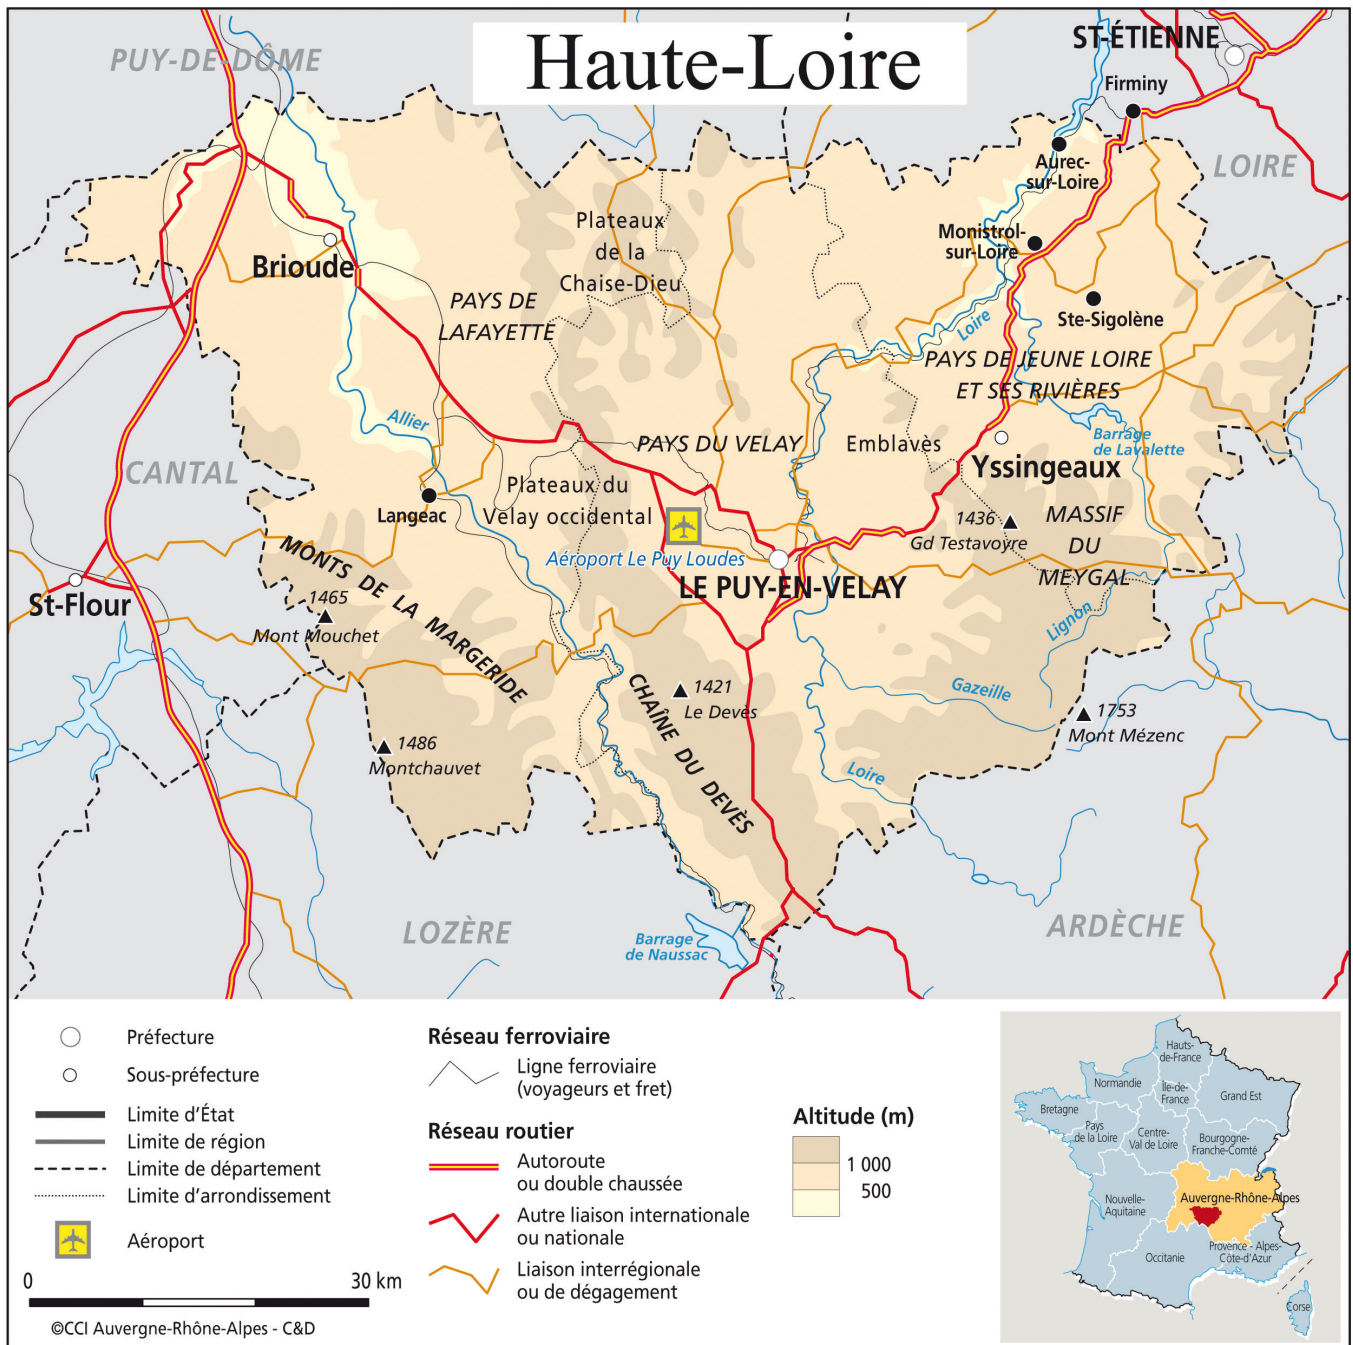 Haute-Loire
PUY-DE-DÔME
ST-ÉTIENNE
Firminy
LOIRE
Aurec-
sur-Loire
Monistrol-
sur-Loire
Ste-Sigolène
Plateaux
de la
Chaise-Dieu
Brioude
PAYS DE
LAFAYETTE
Loire
PAYS DE JEUNE LOIRE
ET SES RIVIÈRES
Allier
PAYS DU VELAY
Emblavès
Barrage
de Lavalette
Yssingeaux
CANTAL
Langeac
Plateaux du
Velay occidental
1436
Gd Testavoyre
MASSIF
DU
MEYGAL
Aéroport Le Puy Loudes
LE PUY-EN-VELAY
St-Flour
MONTS DE LA MARGERIDE
1465
Mont Mouchet
Lignon
Gazeille
CHAÎNE DU DEVÈS
1421
Le Devès
1753
Mont Mézenc
1486
Montchauvet
Loire
LOZÈRE
Barrage
de Naussac
ARDÈCHE
Préfecture
Sous-préfecture
Limite d'État
Limite de région
Limite de département
Limite d'arrondissement
Aéroport
0
30 km
©CCI Auvergne-Rhône-Alpes - C&D
Réseau ferroviaire
Ligne ferroviaire
(voyageurs et fret)
Réseau routier
Autoroute
ou double chaussée
Autre liaison internationale
ou nationale
Liaison interrégionale
ou de dégagement
Altitude (m)
1 000
500
Hauts-
de-France
Normandie
Île-de-
France
Grand Est
Bretagne
Pays
de la Loire
Centre-
Val de Loire
Bourgogne-
Franche-Comté
Nouvelle-
Aquitaine
Auvergne-Rhône-Alpes
Occitanie
Provence - Alpes-
Côte-d'Azur
Corse